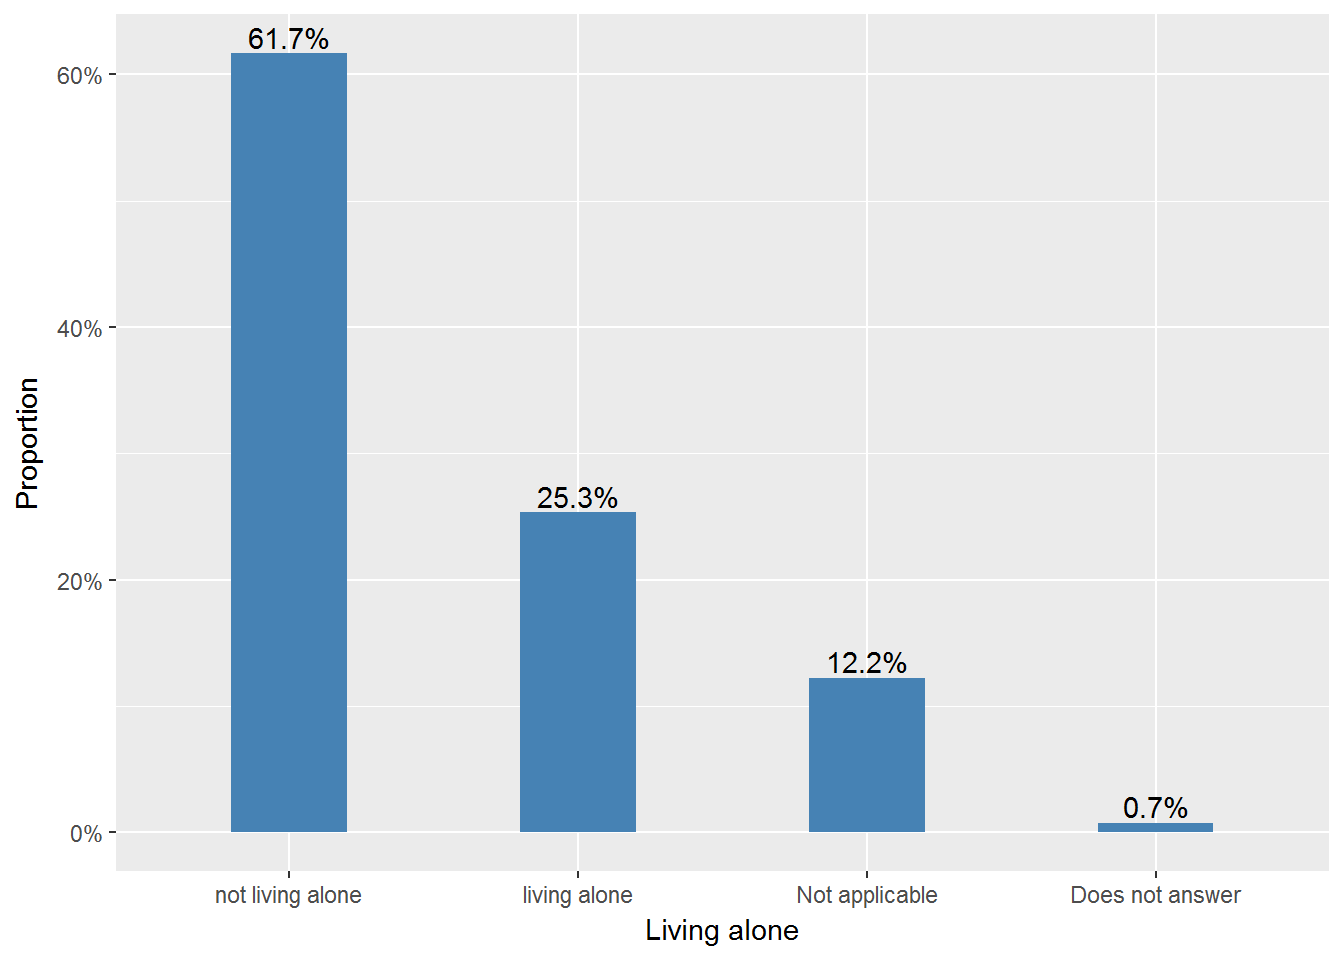 61.7%
60%
40%
25.3%
20%
12.2%
0.7%
0%
not living alone
living alone
Not applicable
Does not answer
Living alone
Proportion